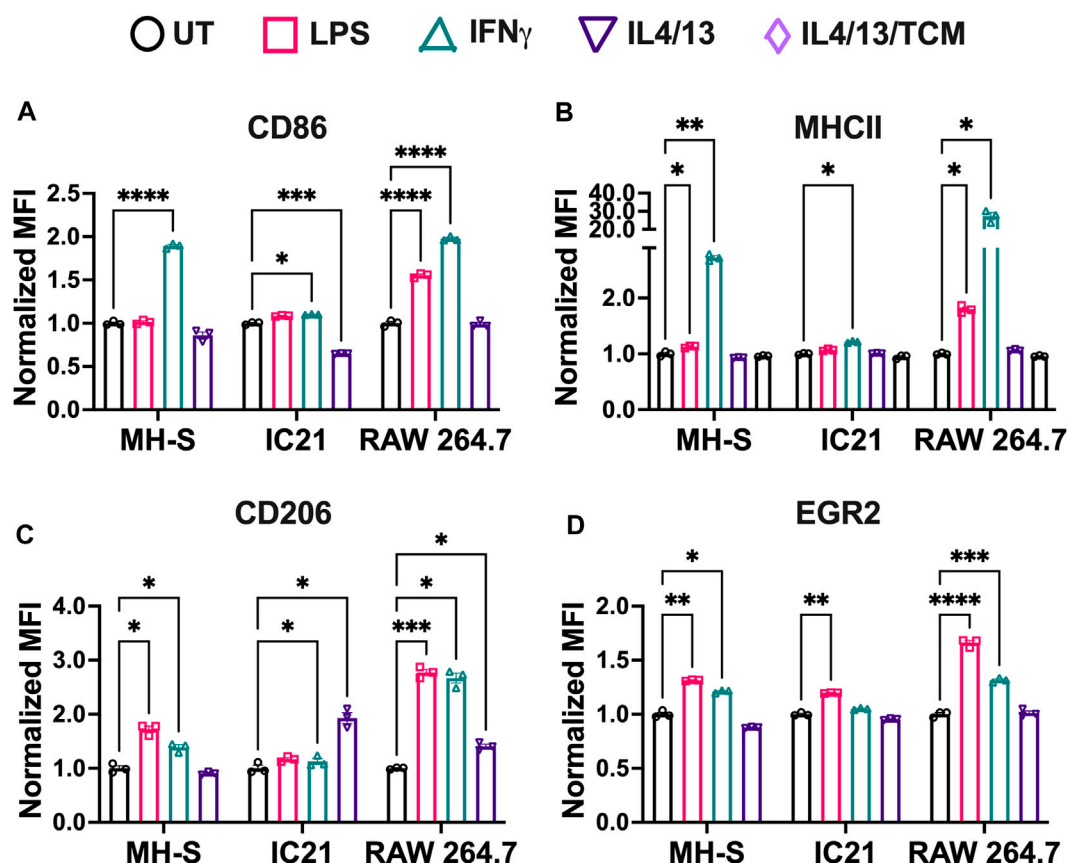 UT LPS IFNγ IL4/13 IL4/13/TCM
A CD86
**** *** **** **** *
Normalized MFI
2.5
2.0
1.5
1.0
0.5
0.0
MH-S IC21 RAW 264.7
B MHCII
** * * * *
Normalized MFI
40.0
30.0
20.0
2.0
1.0
0.0
MH-S IC21 RAW 264.7
C CD206
* * * * * * ***
Normalized MFI
4.0
3.0
2.0
1.0
0.0
MH-S IC21 RAW 264.7
D EGR2
* ** ** *** ****
Normalized MFI
2.0
1.5
1.0
0.5
0.0
MH-S IC21 RAW 264.7